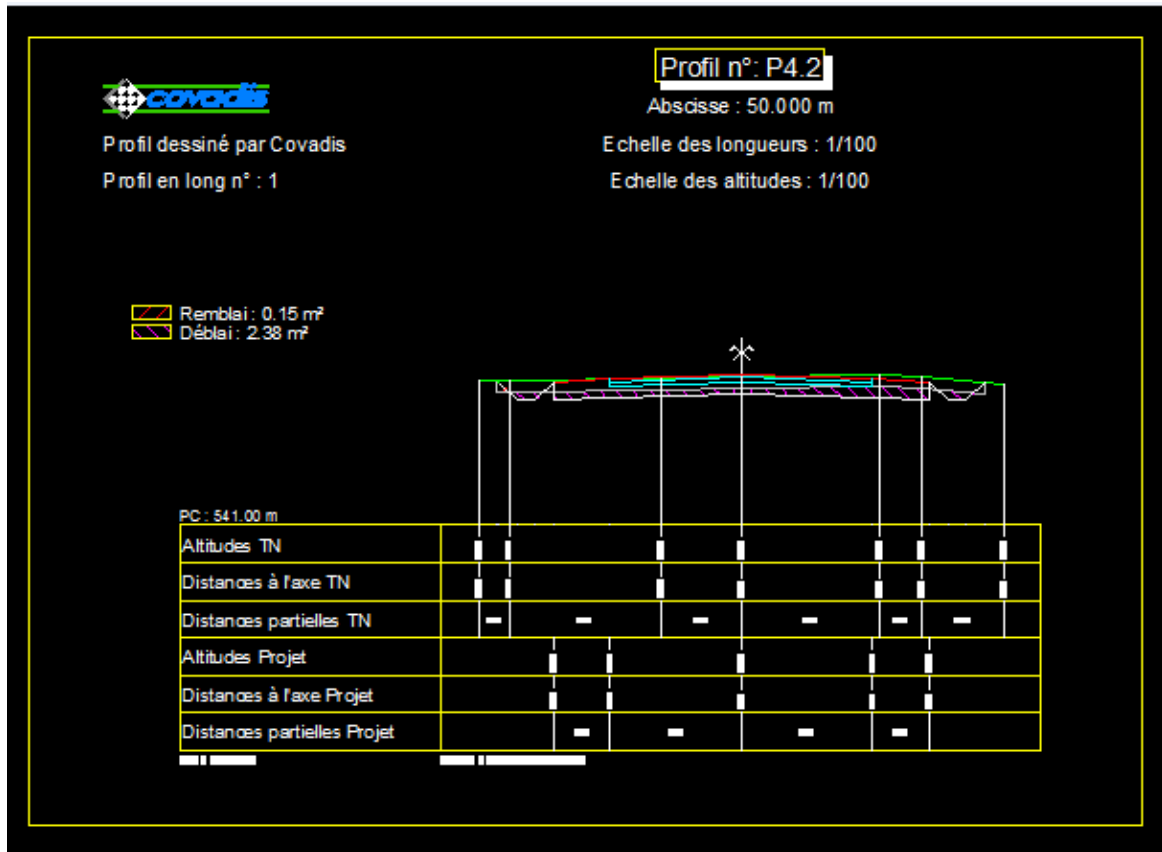 Profil n°: P4.2
covadis
Abscisse : 50.000 m
Profil dessiné par Covadis
Echelle des longueurs : 1/100
Profil en long n° : 1
Echelle des altitudes : 1/100
Remblai : 0.15 m²
Déblai : 2.38 m²
PC : 541.00 m
Altitudes TN
Distances à l'axe TN
Distances partielles TN
Altitudes Projet
Distances à l'axe Projet
Distances partielles Projet